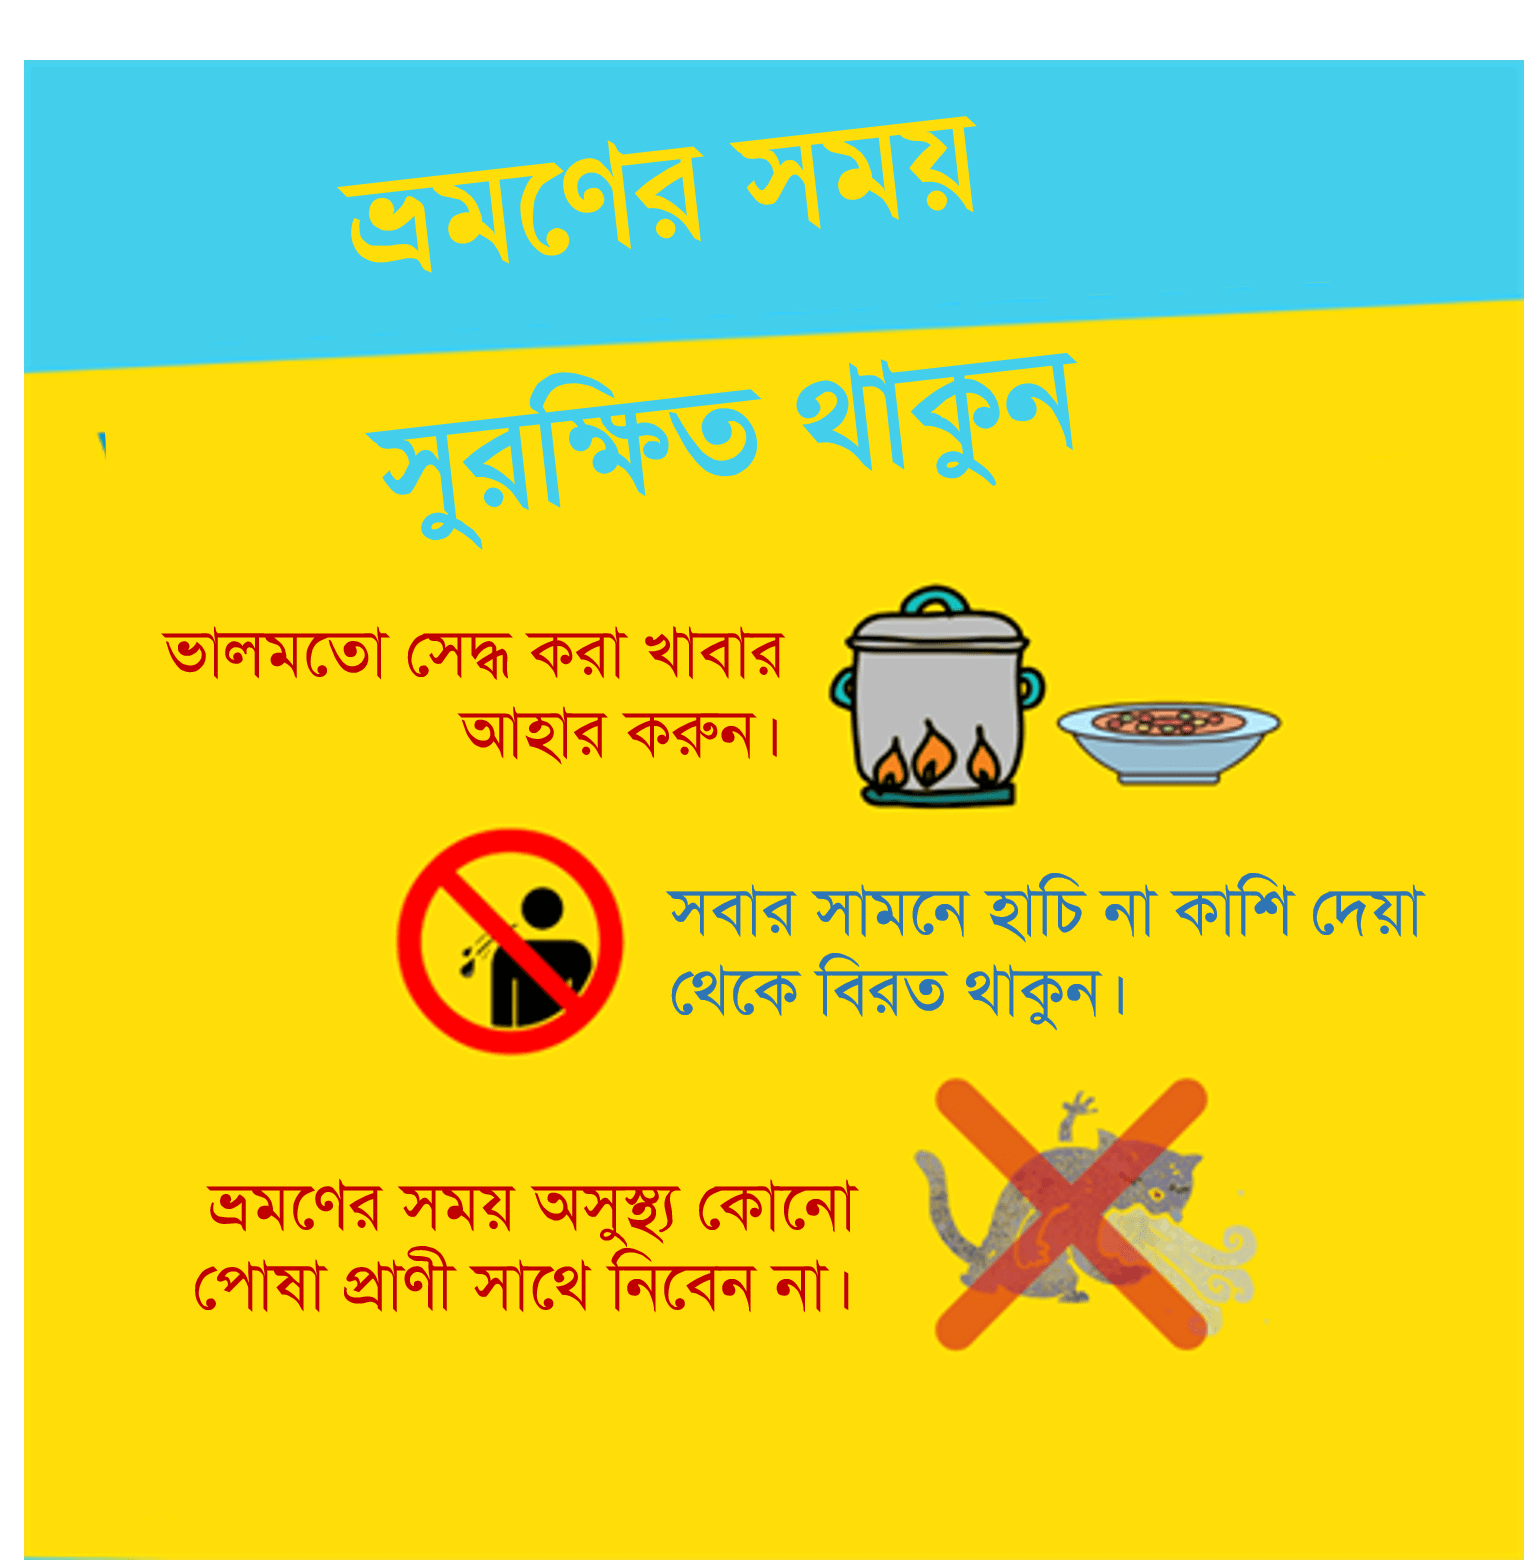 ভ্রমণের সময়
সুরক্ষিত থাকুন
ভালমতো সেদ্ধ করা খাবার
আহার করুন।
সবার সামনে হাচি না কাশি দেয়া
থেকে বিরত থাকুন।
ভ্রমণের সময় অসুস্থ্য কোনো
পোষা প্রাণী সাথে নিবেন না।